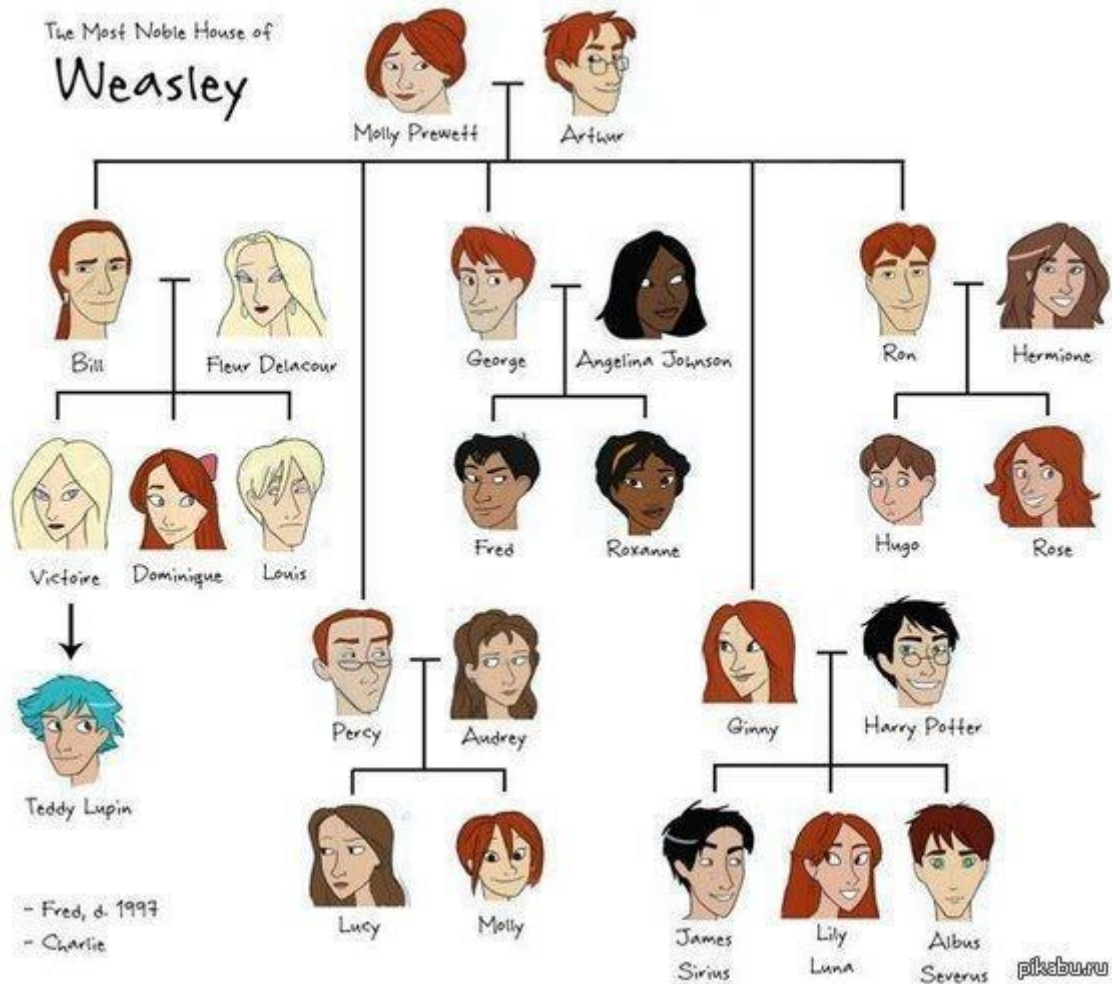 The Most Noble House of
Weasley
Molly Prewett
Arthur
Bill
Fleur Delacour
George
Angelina Johnson
Ron
Hermione
Victoire
Dominique
Louis
Fred
Roxanne
Hugo
Rose
Percy
Audrey
Ginny
Harry Potter
Teddy Lupin
Lucy
Molly
James
Sirius
Lily
Luna
Albus
Severus
- Fred, d. 1997
- Charlie
pikabu.ru